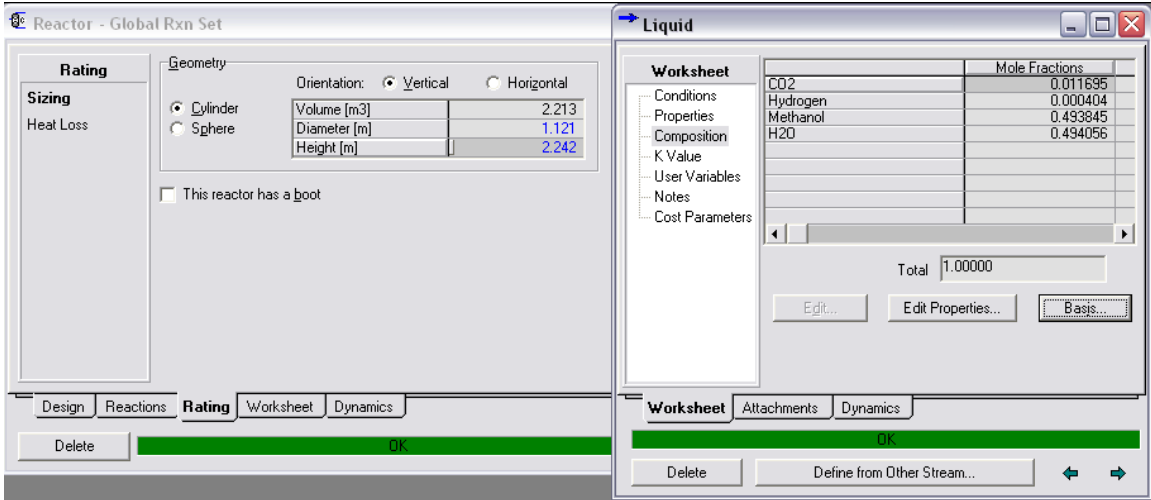 Reactor - Global Rxn Set
Rating
Sizing
Heat Loss
Geometry
Orientation: Vertical Horizontal
Cylinder
Sphere
Volume [m3] 2.213
Diameter [m] 1.121
Height [m] 2.242
This reactor has a boot
Design Reactions Rating Worksheet Dynamics
Delete OK
Liquid
Worksheet
Conditions
Properties
Composition
K Value
User Variables
Notes
Cost Parameters
Mole Fractions
CO2 0.011695
Hydrogen 0.000404
Methanol 0.493845
H2O 0.494056
Total 1.00000
Edit... Edit Properties... Basis...
Worksheet Attachments Dynamics
OK
Delete Define from Other Stream...